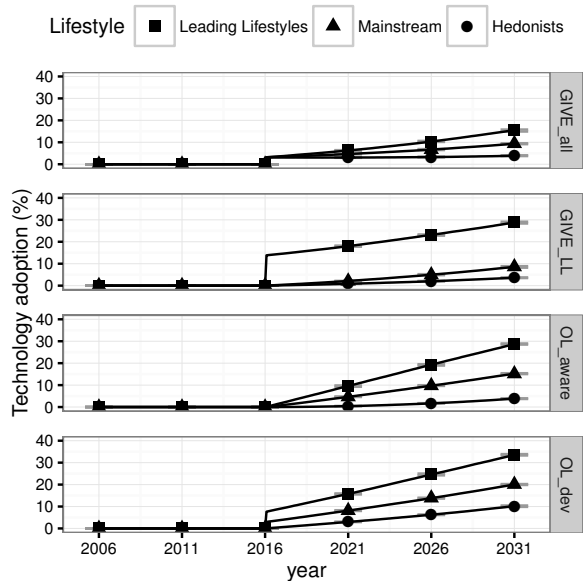 Lifestyle Leading Lifestyles Mainstream Hedonists
Technology adoption (%)
40
30
20
10
0
GIVE_all
40
30
20
10
0
GIVE_LL
40
30
20
10
0
OL_aware
40
30
20
10
0
OL_dev
2006 2011 2016 2021 2026 2031
year